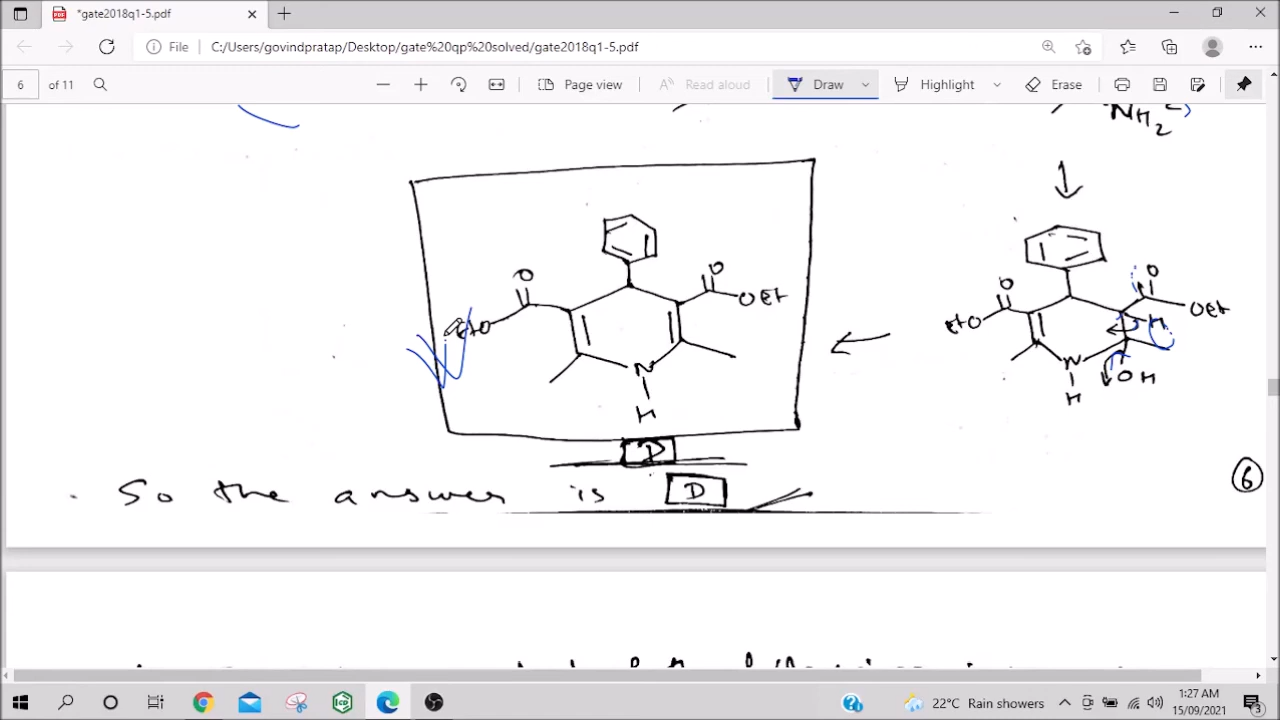 *gate2018q1-5.pdf
File C:/Users/govindpratap/Desktop/gate%20qp%20solved/gate2018q1-5.pdf
6 of 11 Page view Read aloud Draw Highlight Erase
NH2
O O
EtO OEt
N
H
O O
EtO OEt
H
N
OH
H
D
So the answer is D
6
22°C Rain showers 1:27 AM
15/09/2021
3